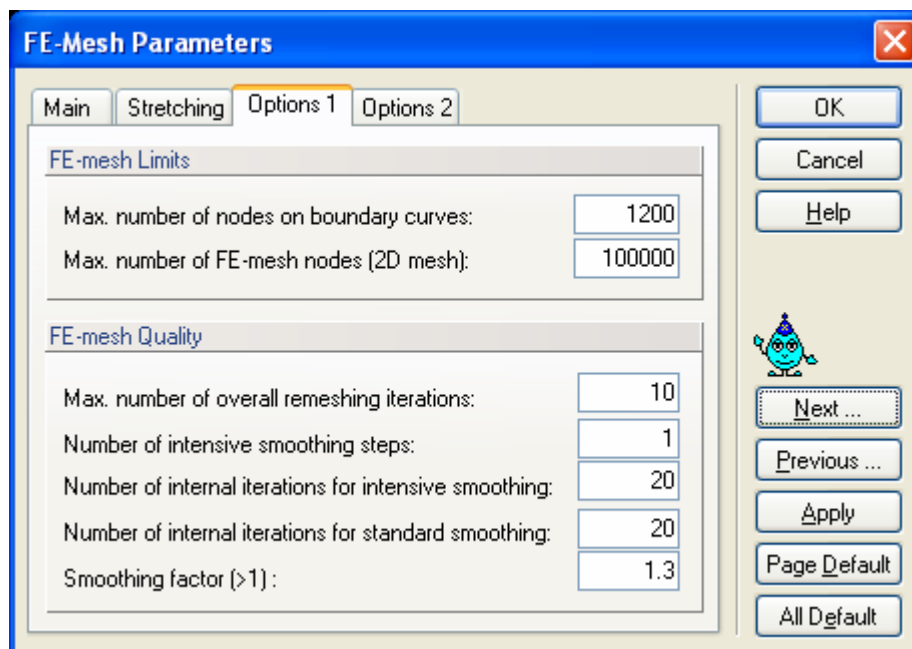 FE-Mesh Parameters
Main Stretching Options 1 Options 2
FE-mesh Limits
Max. number of nodes on boundary curves: 1200
Max. number of FE-mesh nodes (2D mesh): 100000
FE-mesh Quality
Max. number of overall remeshing iterations: 10
Number of intensive smoothing steps: 1
Number of internal iterations for intensive smoothing: 20
Number of internal iterations for standard smoothing: 20
Smoothing factor (>1) : 1.3
OK
Cancel
Help
Next ...
Previous ...
Apply
Page Default
All Default